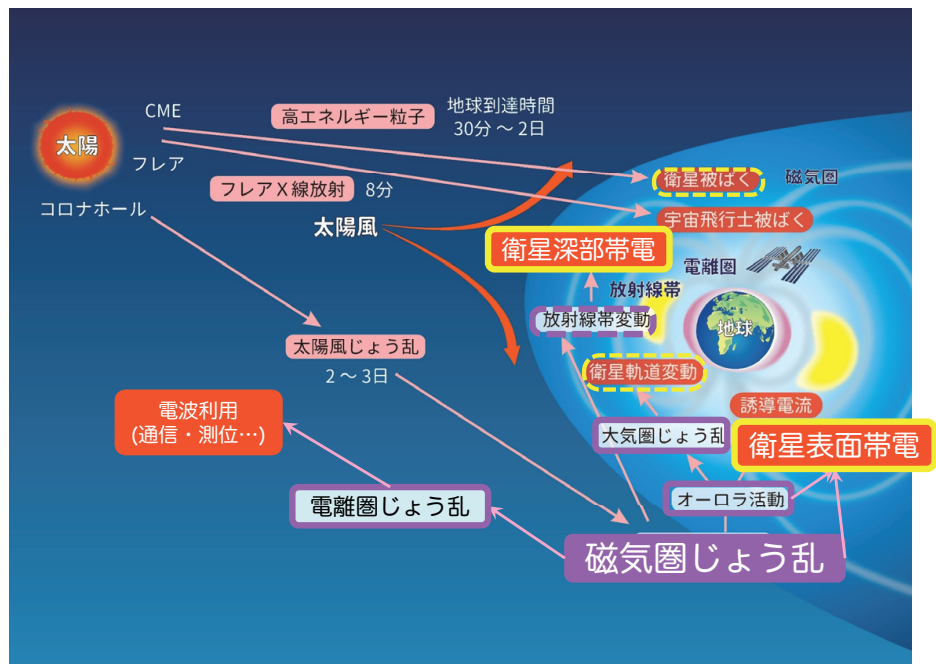 CME
高エネルギー粒子
地球到達時間
30分 ~ 2日
太陽
フレア
フレアX線放射
8分
衛星被ばく
磁気圏
コロナホール
太陽風
宇宙飛行士被ばく
衛星深部帯電
電離圏
放射線帯
放射線帯変動
地球
太陽風じょう乱
2 ~ 3日
衛星軌道変動
誘導電流
電波利用
(通信・測位…)
大気圏じょう乱
衛星表面帯電
電離圏じょう乱
オーロラ活動
磁気圏じょう乱